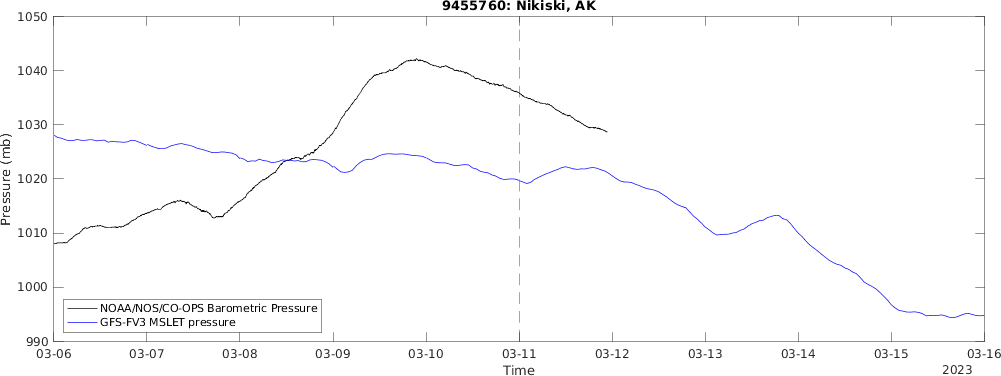 9455760: Nikiski, AK
1050
1040
1030
1020
1010
1000
990
Pressure (mb)
NOAA/NOS/CO-OPS Barometric Pressure
GFS-FV3 MSLET pressure
03-06 03-07 03-08 03-09 03-10 03-11 03-12 03-13 03-14 03-15 03-16
Time
2023